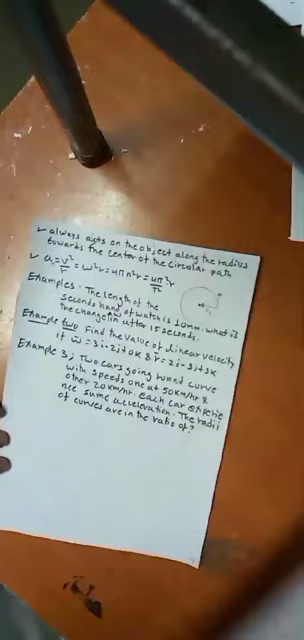 ✓ always acts on the object along the radius
towards the center of the circular path
✓ a = v²/r = ω²r = 4π n²r = 4π²r/T²
Examples. The length of the
seconds hand of watch is 10mm. what is
the change in after 15 seconds.
Example two Find the value of linear velocity
if ω = 3i - 2j + 0K & r = 2i - 3j + 3K
Example 3; Two cars going round curve
with speeds one at 50km/hr &
other 20km/hr. each car experie
nce same acceleration. The radii
of curves are in the ratio of?